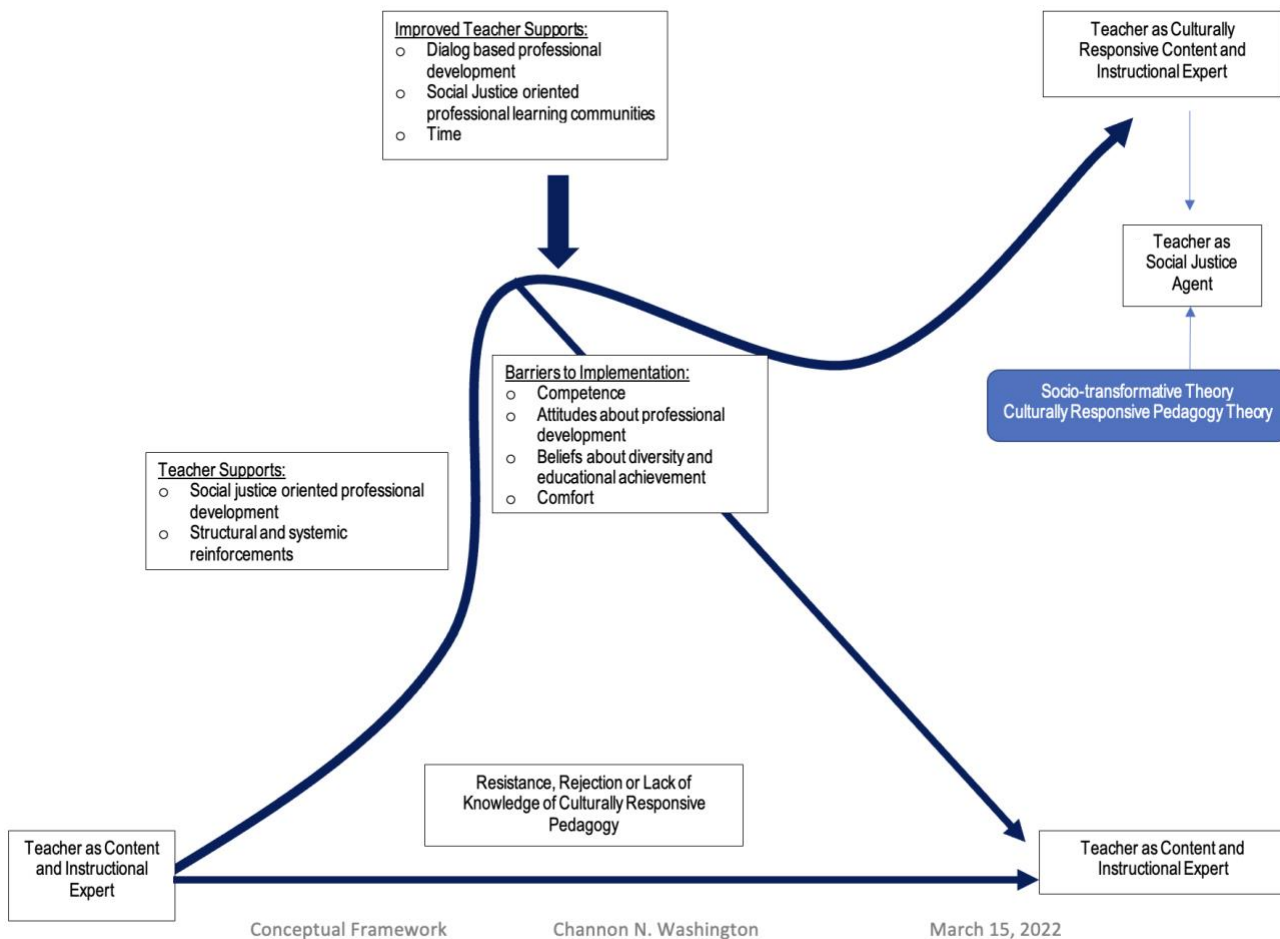 Improved Teacher Supports:
o Dialog based professional
development
o Social Justice oriented
professional learning communities
o Time
Teacher as Culturally
Responsive Content and
Instructional Expert
Teacher as
Social Justice
Agent
Socio-transformative Theory
Culturally Responsive Pedagogy Theory
Barriers to Implementation:
o Competence
o Attitudes about professional
development
o Beliefs about diversity and
educational achievement
o Comfort
Teacher Supports:
o Social justice oriented professional
development
o Structural and systemic
reinforcements
Resistance, Rejection or Lack of
Knowledge of Culturally Responsive
Pedagogy
Teacher as Content
and Instructional
Expert
Teacher as Content and
Instructional Expert
Conceptual Framework Channon N. Washington March 15, 2022